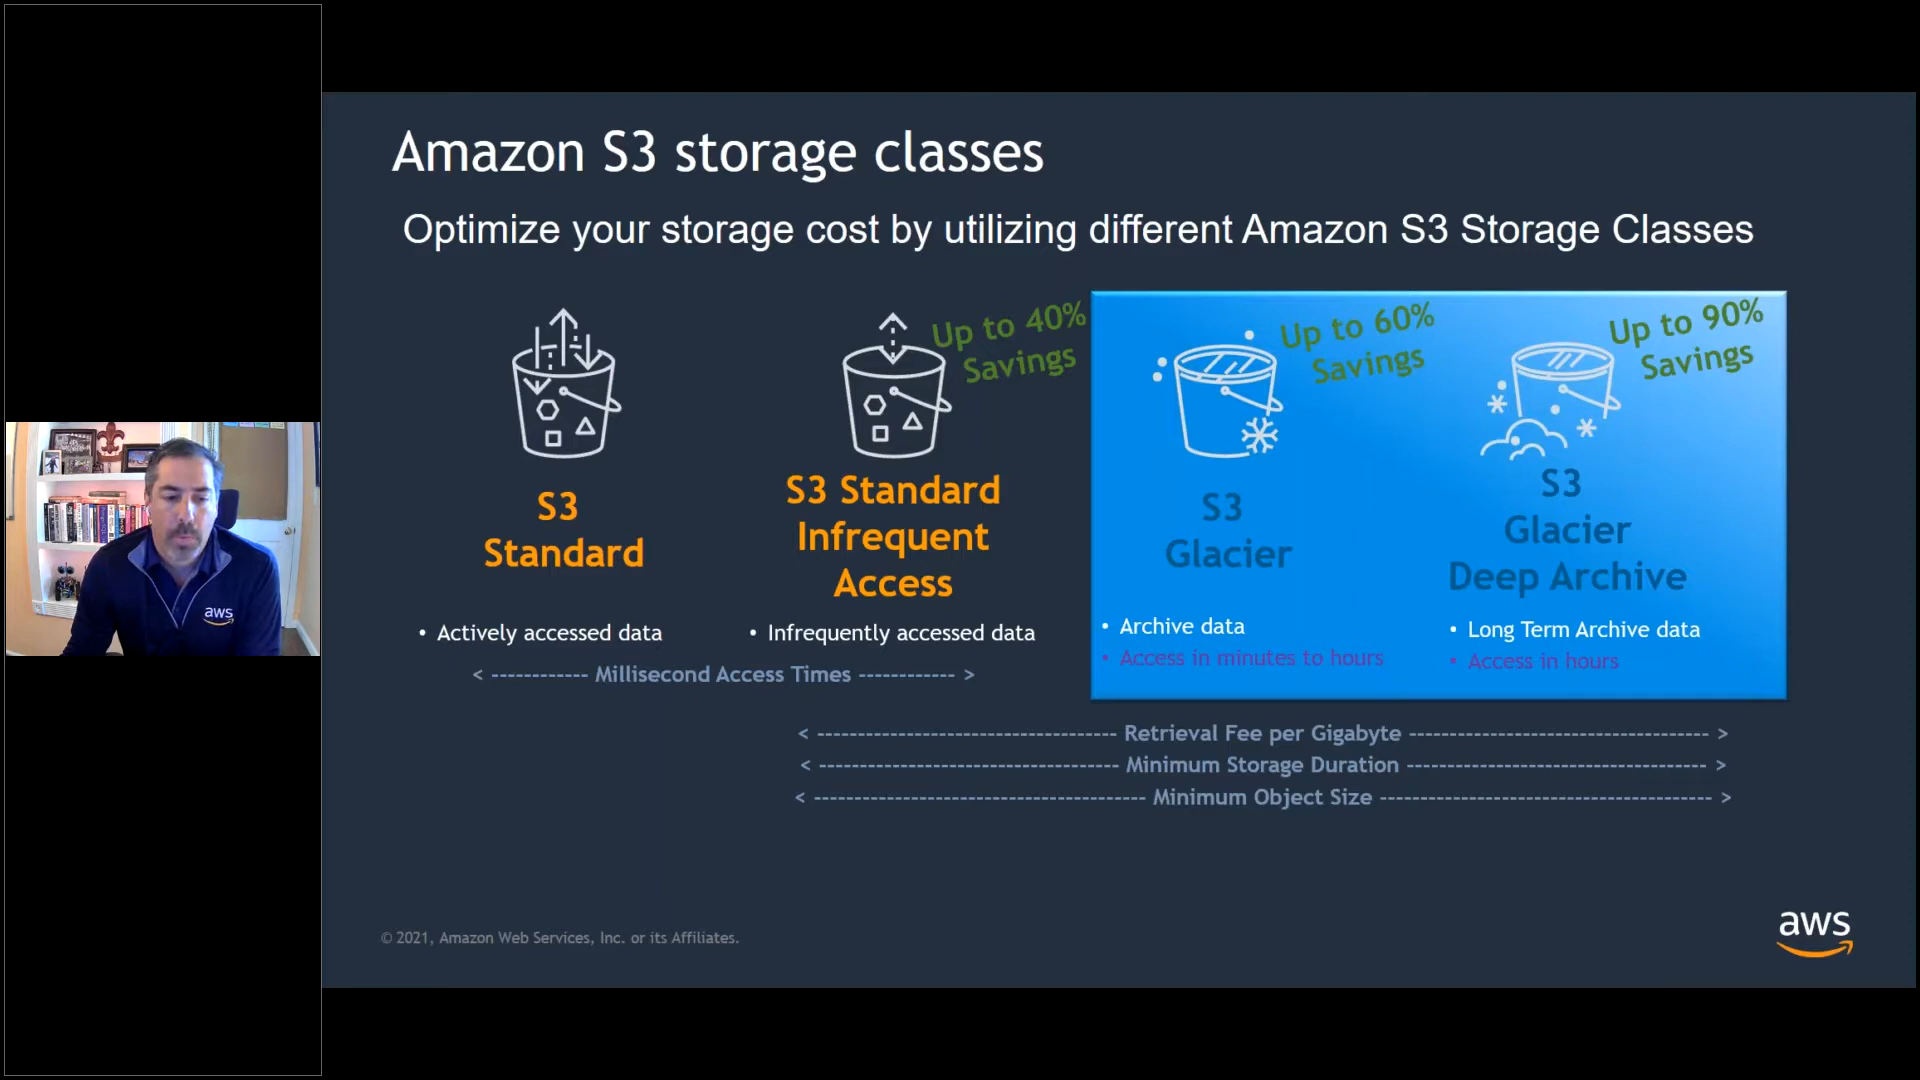 Amazon S3 storage classes
Optimize your storage cost by utilizing different Amazon S3 Storage Classes
Up to 40%
Savings
Up to 60%
Savings
Up to 90%
Savings
S3
Standard
• Actively accessed data
S3 Standard
Infrequent
Access
• Infrequently accessed data
< ------------ Millisecond Access Times ------------ >
S3
Glacier
• Archive data
• Access in minutes to hours
S3
Glacier
Deep Archive
• Long Term Archive data
• Access in hours
< ------------------------------------- Retrieval Fee per Gigabyte ------------------------------------- >
< ------------------------------------- Minimum Storage Duration ------------------------------------- >
< ----------------------------------------- Minimum Object Size ----------------------------------------- >
© 2021, Amazon Web Services, Inc. or its Affiliates.
aws
aws